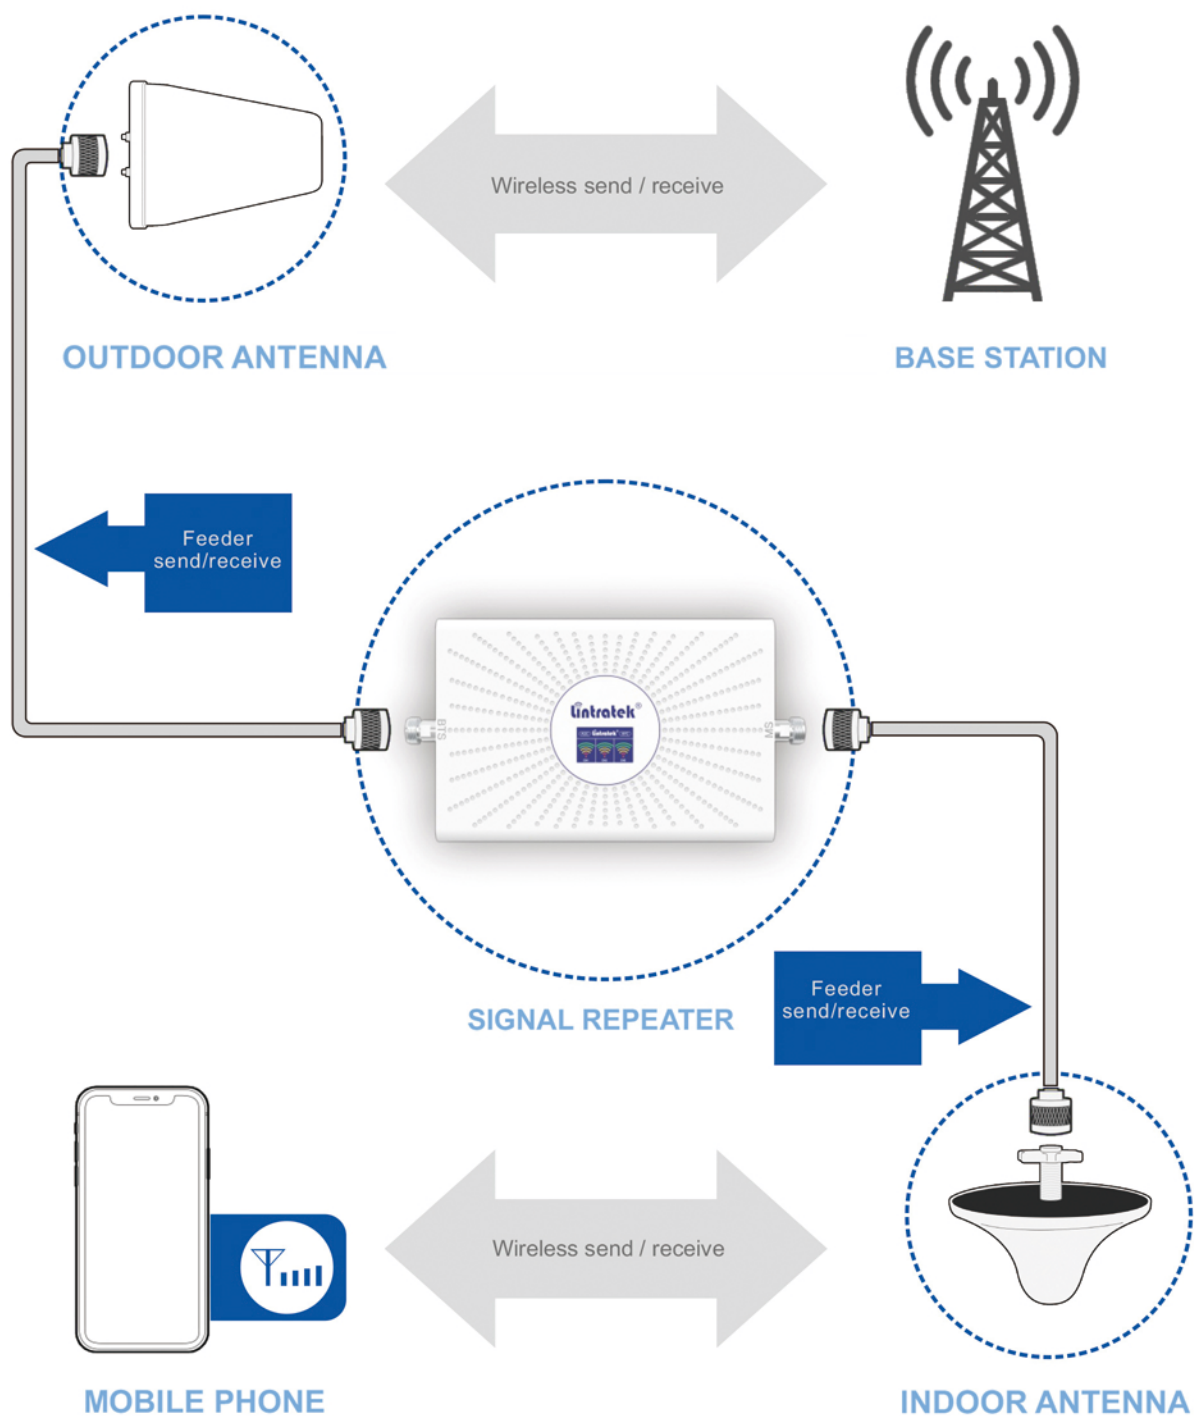 Wireless send / receive
OUTDOOR ANTENNA
BASE STATION
Feeder
send/receive
Lintratek®
BTS
Lintratek
MS
SIGNAL REPEATER
Feeder
send/receive
Wireless send / receive
MOBILE PHONE
INDOOR ANTENNA